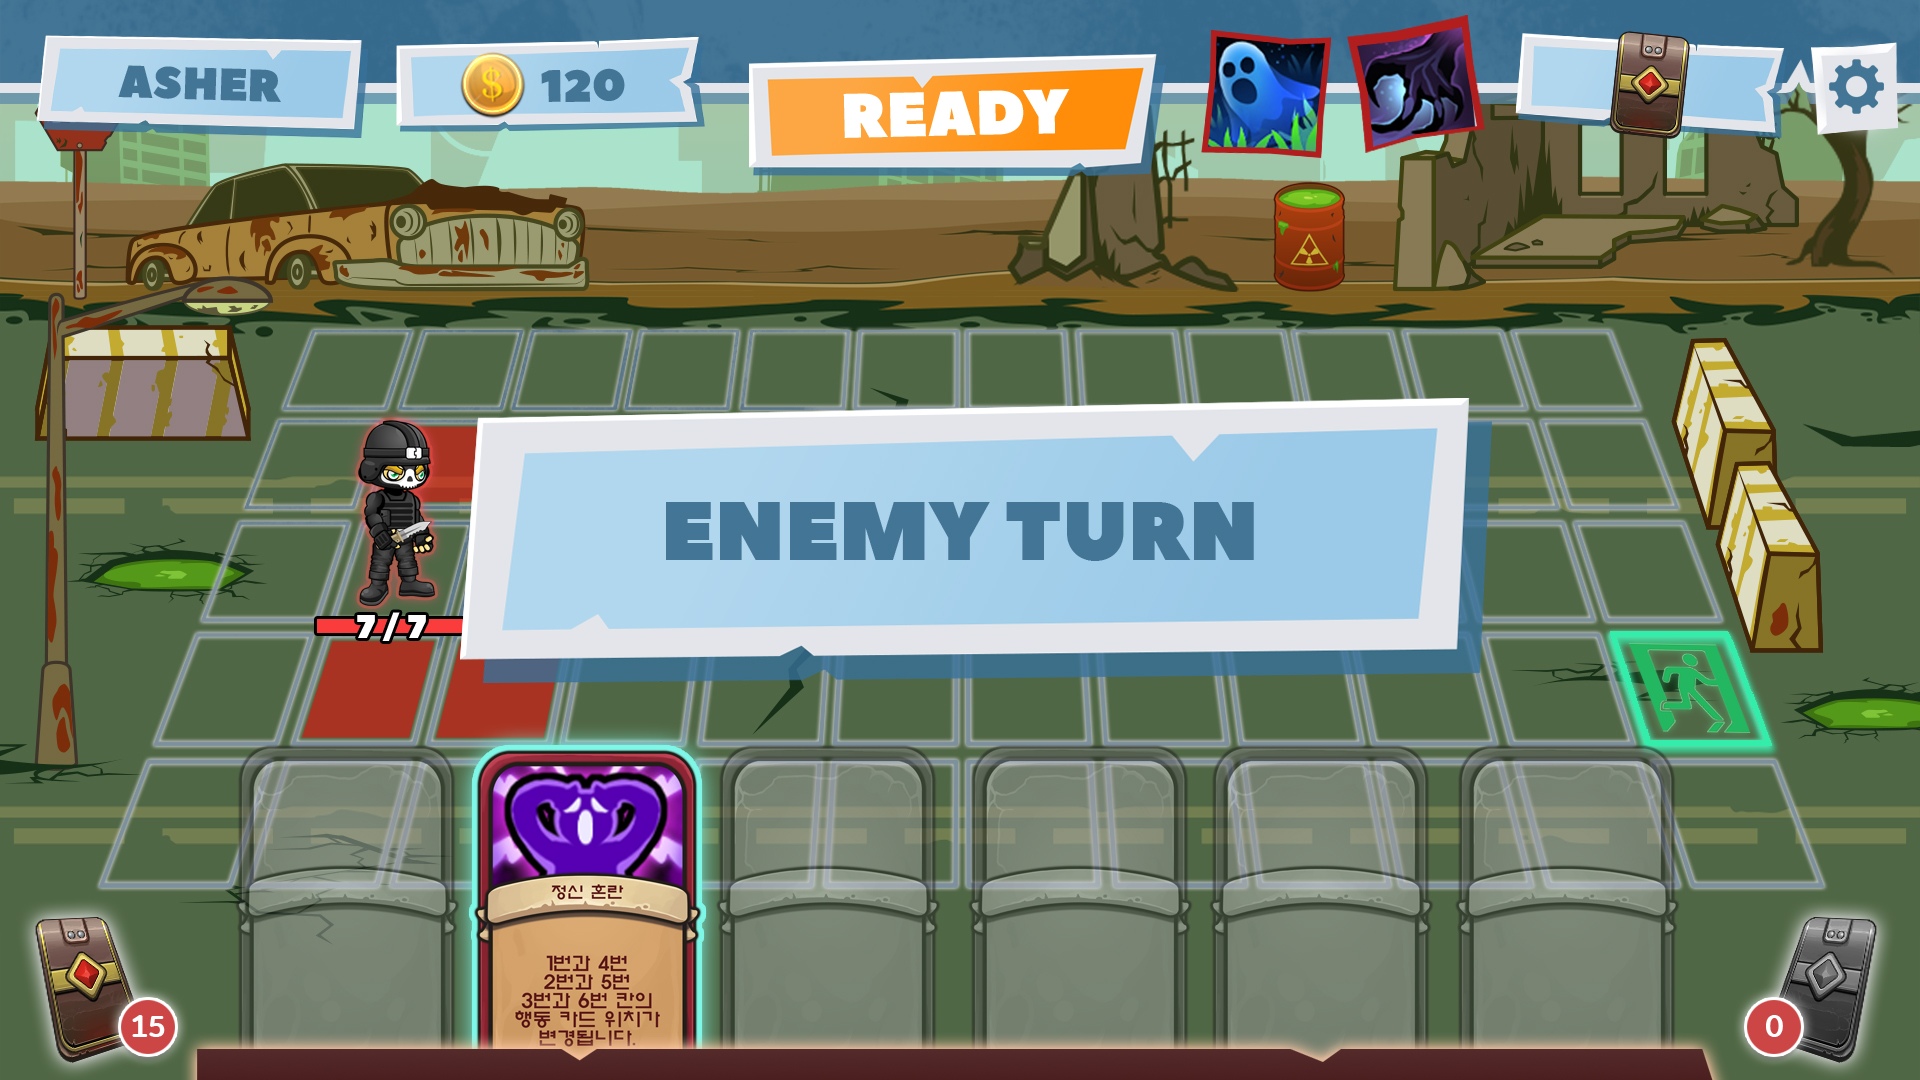 ASHER
120
READY
ENEMY TURN
7/7
정신 혼란
1번과 4번
2번과 5번
3번과 6번 칸의
행동 카드 위치가
변경됩니다.
15
0